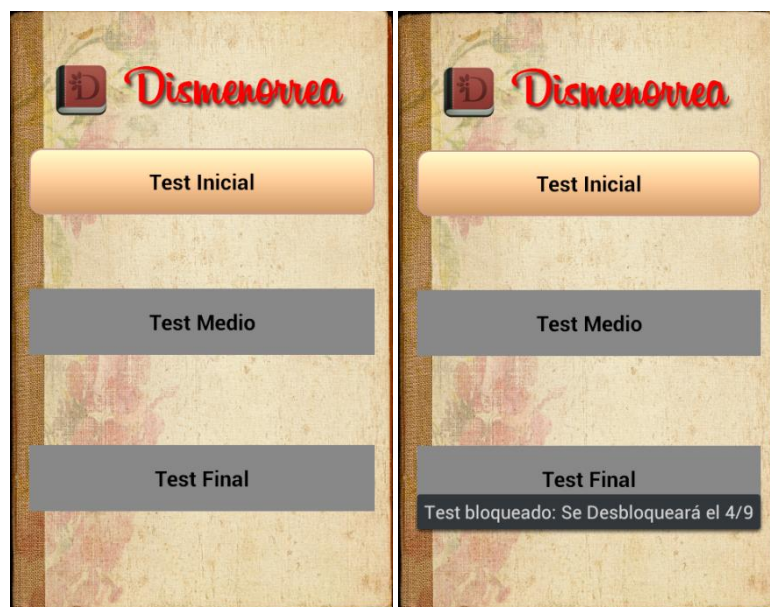 Dismenorrea
Test Inicial
Test Medio
Test Final
Dismenorrea
Test Inicial
Test Medio
Test Final
Test bloqueado: Se Desbloqueará el 4/9